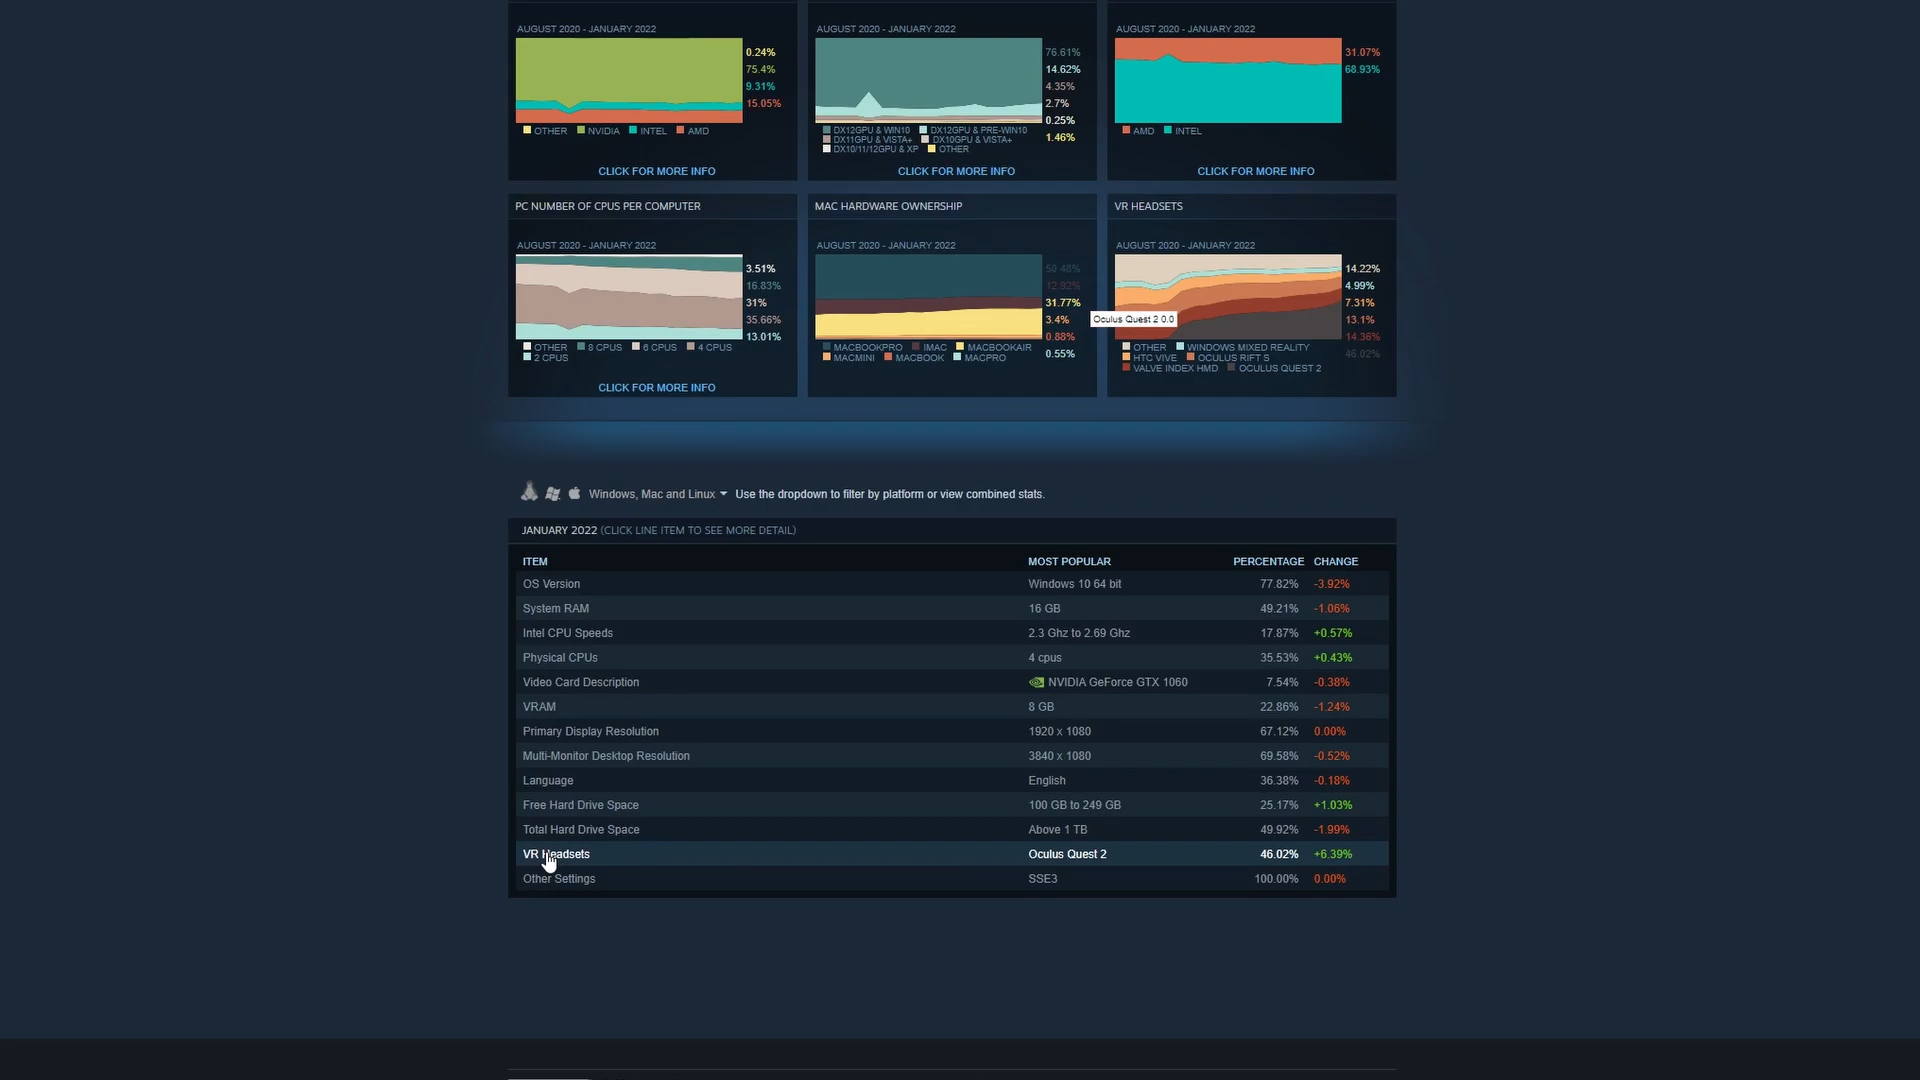 AUGUST 2020 - JANUARY 2022
0.24%
75.4%
9.31%
15.05%
OTHER NVIDIA INTEL AMD
CLICK FOR MORE INFO
AUGUST 2020 - JANUARY 2022
76.61%
14.62%
4.35%
2.7%
0.25%
1.46%
DX12GPU & WIN10 DX12GPU & PRE-WIN10
DX11GPU & VISTA+ DX10GPU & VISTA+
DX10/11/12GPU & XP OTHER
CLICK FOR MORE INFO
AUGUST 2020 - JANUARY 2022
31.07%
68.93%
AMD INTEL
CLICK FOR MORE INFO
PC NUMBER OF CPUS PER COMPUTER
AUGUST 2020 - JANUARY 2022
3.51%
16.83%
31%
35.66%
13.01%
OTHER 8 CPUS 6 CPUS 4 CPUS
2 CPUS
CLICK FOR MORE INFO
MAC HARDWARE OWNERSHIP
AUGUST 2020 - JANUARY 2022
50.48%
12.92%
31.77%
3.4%
0.88%
0.55%
MACBOOKPRO IMAC MACBOOKAIR
MACMINI MACBOOK MACPRO
VR HEADSETS
AUGUST 2020 - JANUARY 2022
14.22%
4.99%
7.31%
13.1%
14.36%
46.02%
Oculus Quest 2 0.0
OTHER WINDOWS MIXED REALITY
HTC VIVE OCULUS RIFT S
VALVE INDEX HMD OCULUS QUEST 2
Windows, Mac and Linux Use the dropdown to filter by platform or view combined stats.
JANUARY 2022 (CLICK LINE ITEM TO SEE MORE DETAIL)
ITEM MOST POPULAR PERCENTAGE CHANGE
OS Version Windows 10 64 bit 77.82% -3.92%
System RAM 16 GB 49.21% -1.06%
Intel CPU Speeds 2.3 Ghz to 2.69 Ghz 17.87% +0.57%
Physical CPUs 4 cpus 35.53% +0.43%
Video Card Description NVIDIA GeForce GTX 1060 7.54% -0.38%
VRAM 8 GB 22.86% -1.24%
Primary Display Resolution 1920 x 1080 67.12% 0.00%
Multi-Monitor Desktop Resolution 3840 x 1080 69.58% -0.52%
Language English 36.38% -0.18%
Free Hard Drive Space 100 GB to 249 GB 25.17% +1.03%
Total Hard Drive Space Above 1 TB 49.92% -1.99%
VR Headsets Oculus Quest 2 46.02% +6.39%
Other Settings SSE3 100.00% 0.00%